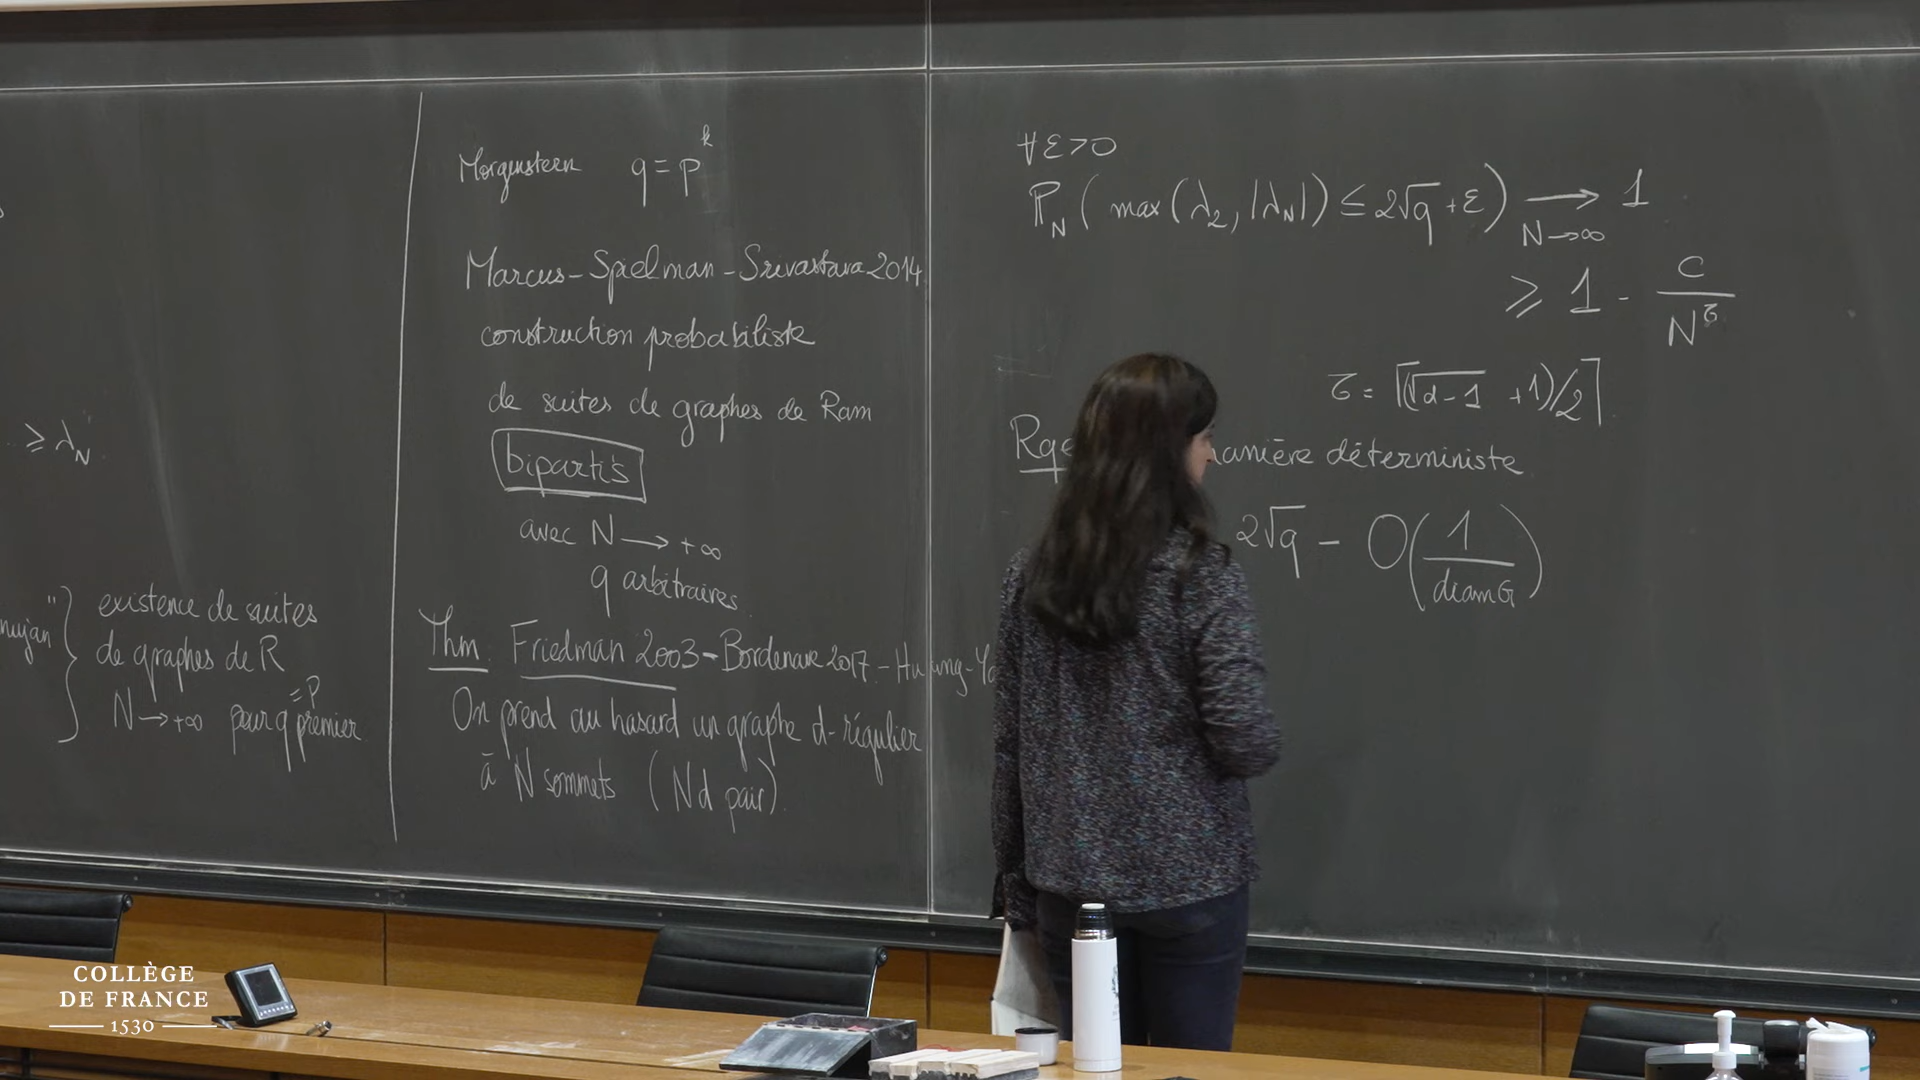 ≥ λ_N
existence de suites
de graphes de R
N → +∞ pour q =p premier
Morgenstern q = p^k
Marcus - Spielman - Srivastava 2014
construction probabiliste
de suites de graphes de Ram
bipartis
avec N → +∞
q arbitraires
Thm. Friedman 2003 - Bordenave 2017 -
On prend au hasard un graphe d-régulier
à N sommets (Nd pair).
∀ε>0
ℙ_N ( max(λ_2, |λ_N|) ≤ 2√q + ε ) → 1
N→∞
≥ 1 - C / N^τ
τ = ⌈(√(d-1) +1)/2⌉
déterministe
2√q - O(1 / diam G)
COLLÈGE
DE FRANCE
1530